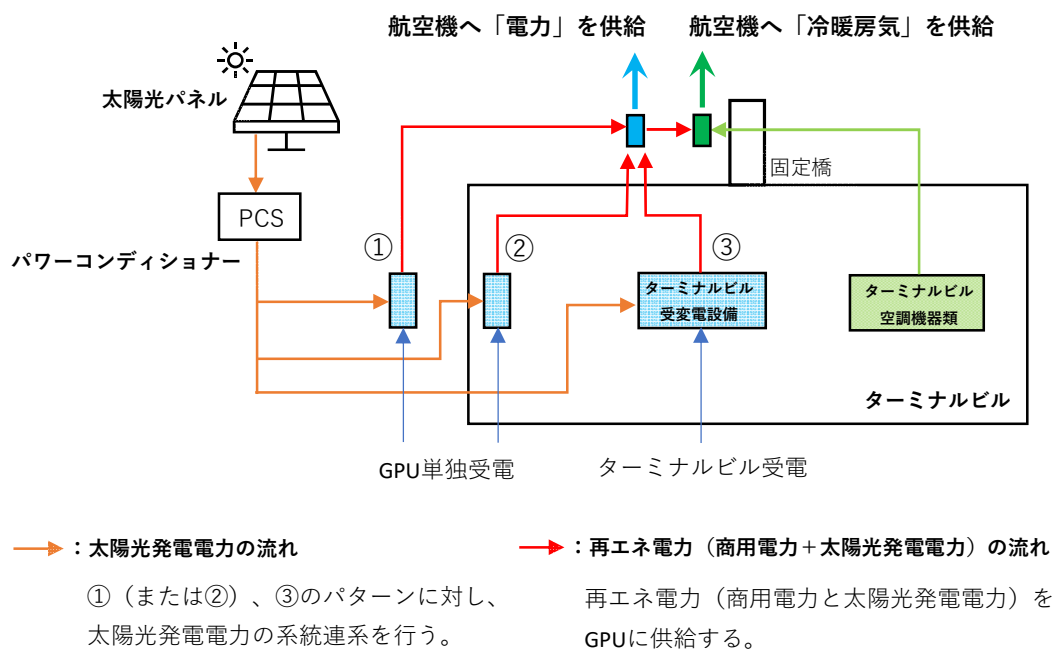 航空機へ「電力」を供給
航空機へ「冷暖房気」を供給
太陽光パネル
固定橋
PCS
パワーコンディショナー
①
②
③
ターミナルビル
受変電設備
ターミナルビル
空調機器類
ターミナルビル
GPU単独受電
ターミナルビル受電
：太陽光発電電力の流れ
①（または②）、③のパターンに対し、
太陽光発電電力の系統連系を行う。
：再エネ電力（商用電力＋太陽光発電電力）の流れ
再エネ電力（商用電力と太陽光発電電力）を
GPUに供給する。